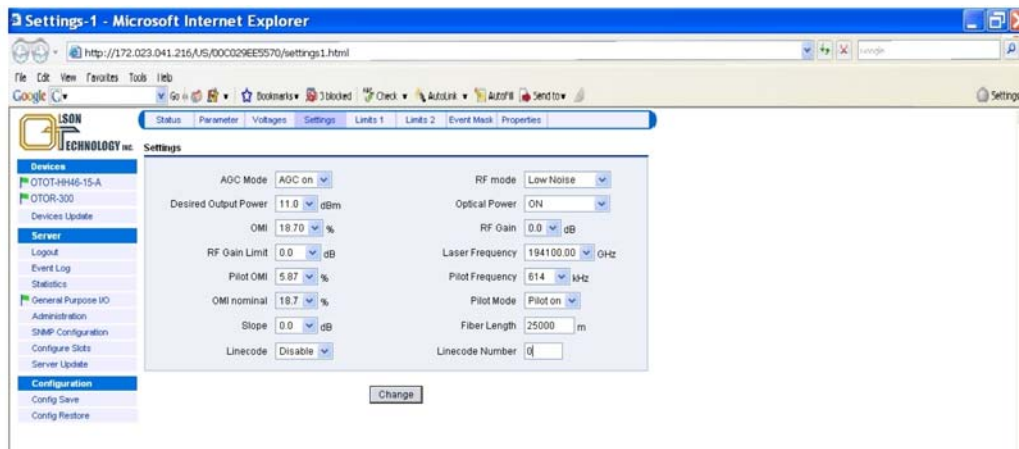 Settings-1 - Microsoft Internet Explorer
http://172.023.041.216/US/00C029EE5570/settings1.html
Google
File Edit View Favorites Tools Help
Google G Go Bookmarks 3 blocked Check AutoLink AutoFill Send to Settings
OLSON TECHNOLOGY INC.
Status Parameter Voltages Settings Limits 1 Limits 2 Event Mask Properties
Settings
Devices
OTOT-HH46-15-A
OTOR-300
Devices Update
Server
Logout
Event Log
Statistics
General Purpose I/O
Administration
SNMP Configuration
Configure Slots
Server Update
Configuration
Config Save
Config Restore
AGC Mode AGC on RF mode Low Noise
Desired Output Power 11.0 dBm Optical Power ON
OMI 18.70 % RF Gain 0.0 dB
RF Gain Limit 0.0 dB Laser Frequency 194100.00 GHz
Pilot OMI 5.87 % Pilot Frequency 614 kHz
OMI nominal 18.7 % Pilot Mode Pilot on
Slope 0.0 dB Fiber Length 25000 m
Linecode Disable Linecode Number 0
Change